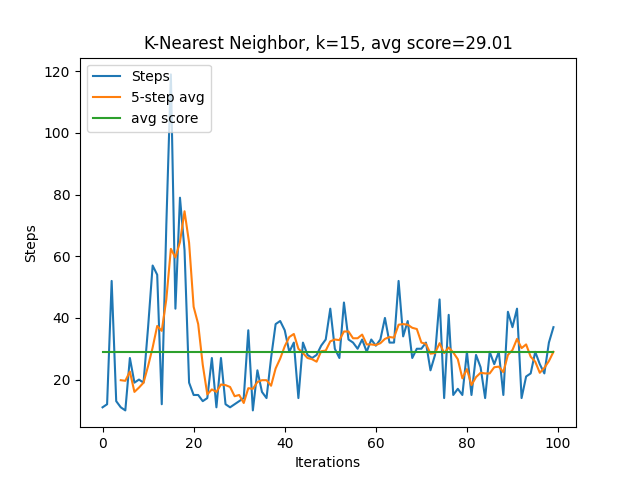 K-Nearest Neighbor, k=15, avg score=29.01
Steps
5-step avg
avg score
120
100
80
60
40
20
Steps
0 20 40 60 80 100
Iterations